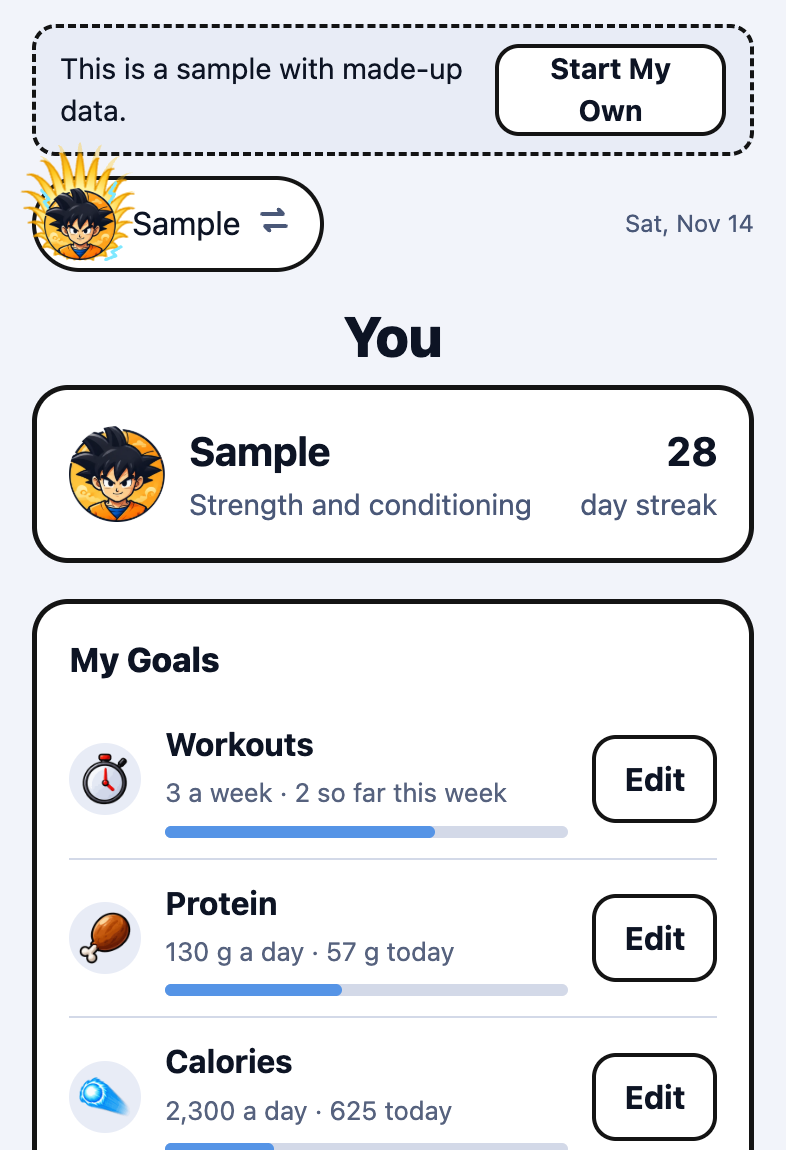 This is a sample with made-up
data.
Start My
Own
Sample
Sat, Nov 14
You
Sample
28
Strength and conditioning
day streak
My Goals
Workouts
3 a week · 2 so far this week
Edit
Protein
130 g a day · 57 g today
Edit
Calories
2,300 a day · 625 today
Edit